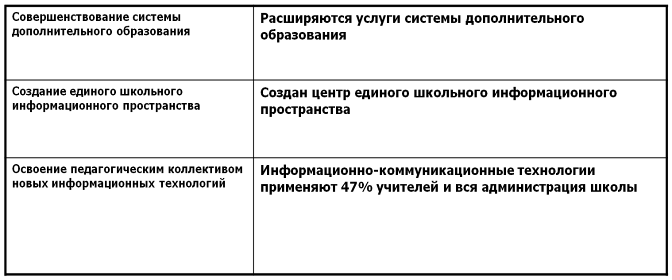 Совершенствование системы
дополнительного образования
Расширяются услуги системы дополнительного
образования
Создание единого школьного
информационного пространства
Создан центр единого школьного информационного
пространства
Освоение педагогическим коллективом
новых информационных технологий
Информационно-коммуникационные технологии
применяют 47% учителей и вся администрация школы